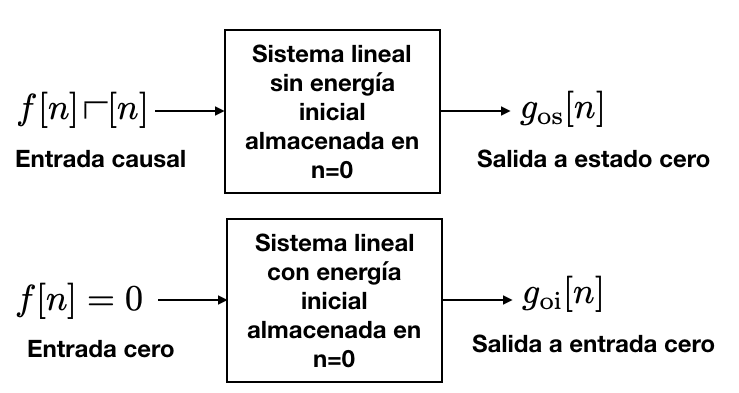 Sistema lineal
sin energía
inicial
almacenada en
n=0
f[n]⌐[n]
g_os[n]
Entrada causal
Salida a estado cero
Sistema lineal
con energía
inicial
almacenada en
n=0
f[n] = 0
g_oi[n]
Entrada cero
Salida a entrada cero